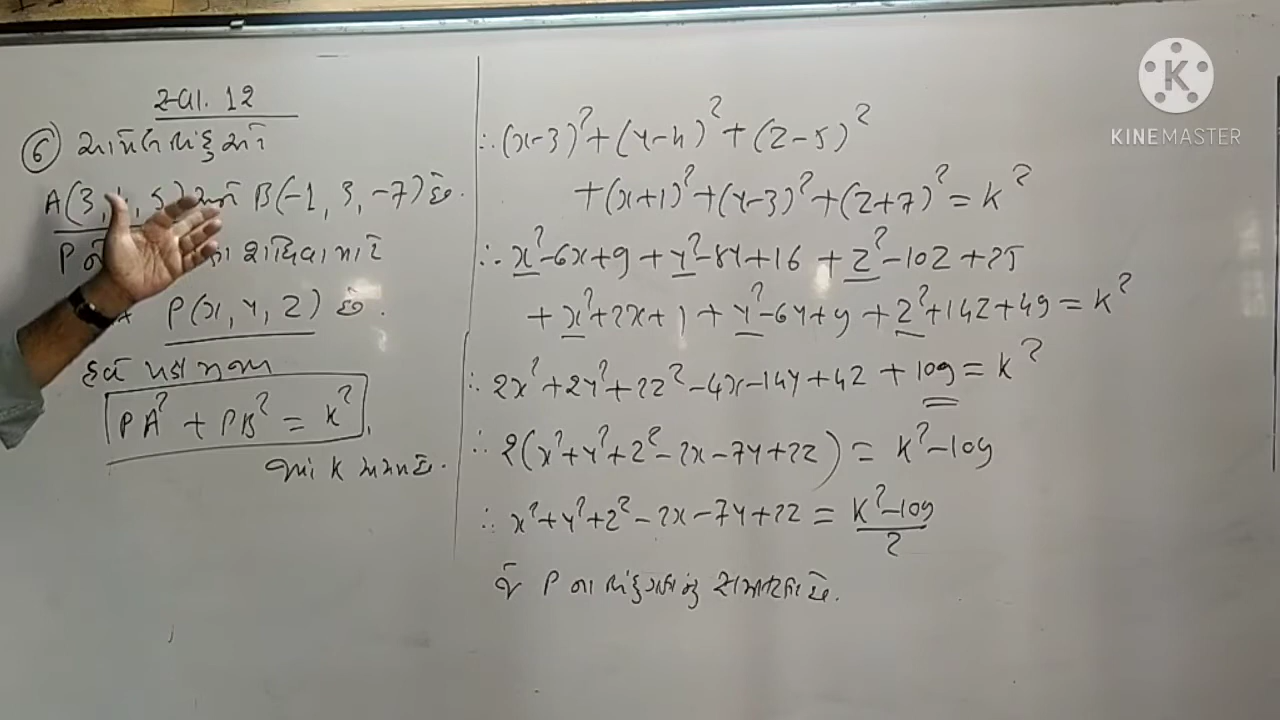 સ્વા. 12
⑥ આપેલ બિંદુઓ
A(3, 4, 5) અને B(-1, 3, -7) છે.
P શોધવા માટે
P(x, y, z) છે.
હવે
PA² + PB² = K².
જ્યાં K અચળ છે.
∴ (x-3)² + (y-4)² + (z-5)²
+ (x+1)² + (y-3)² + (z+7)² = K²
∴ x²-6x+9 + y²-8y+16 + z²-10z+25
+ x²+2x+1 + y²-6y+9 + z²+14z+49 = K²
∴ 2x²+2y²+2z²-4x-14y+4z+109 = K²
∴ 2(x²+y²+z²-2x-7y+2z) = K²-109
∴ x²+y²+z²-2x-7y+2z = K²-109/2
જે P ના બિંદુગણનું સમીકરણ છે.
KINEMASTER